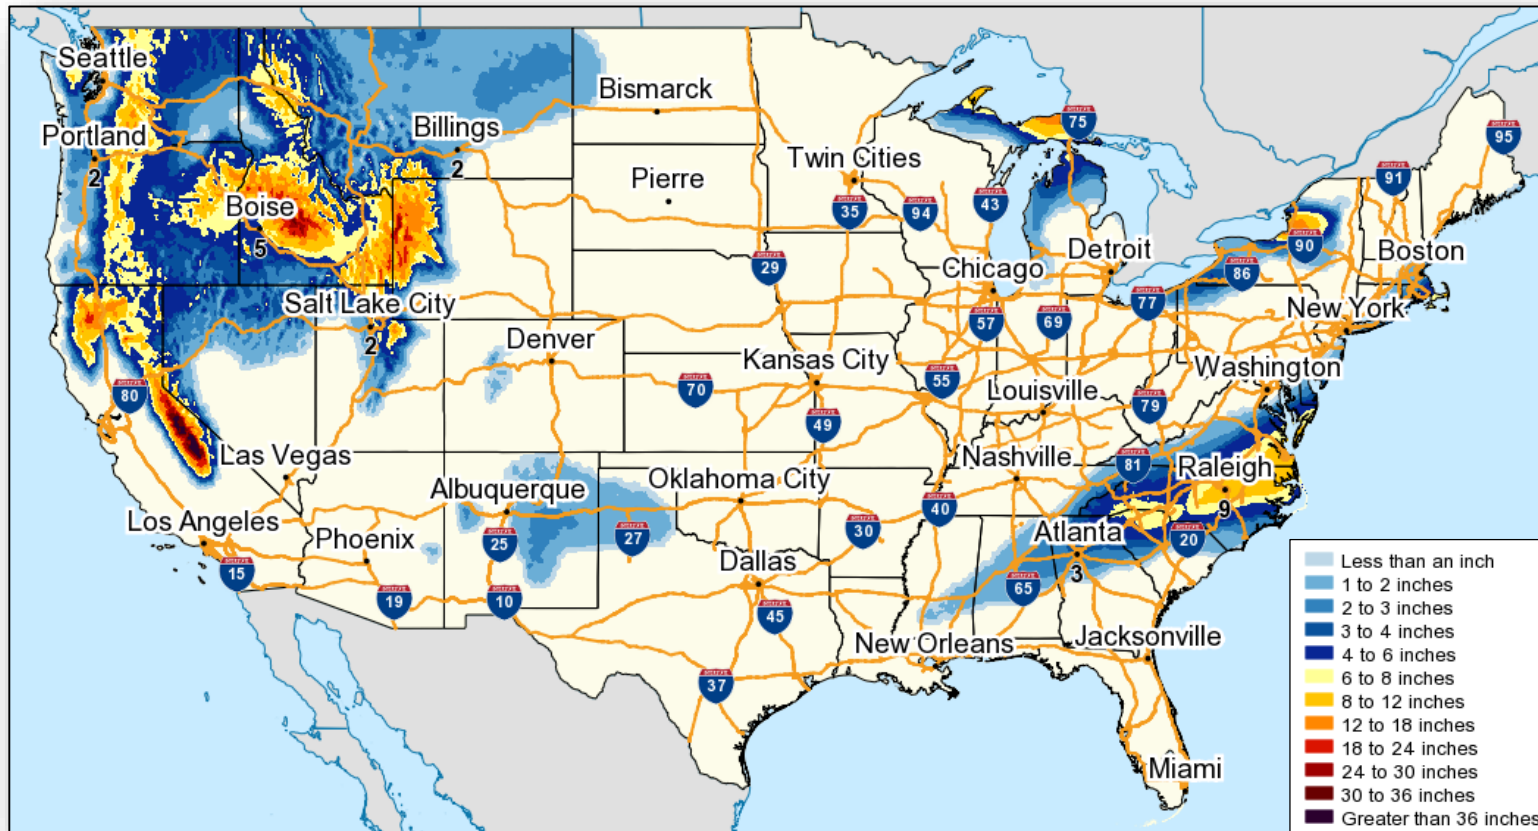 Seattle
Portland
2
Boise
5
Billings
2
Bismarck
Pierre
Twin Cities
35
94
43
75
95
91
90
86
Boston
Detroit
Chicago
29
77
New York
57
69
Salt Lake City
2
Denver
Kansas City
70
55
Louisville
Washington
79
80
49
Las Vegas
Albuquerque
Oklahoma City
Nashville
81
Raleigh
9
40
Los Angeles
Phoenix
25
27
30
Atlanta
3
20
15
19
10
Dallas
45
65
New Orleans
Jacksonville
37
Miami
Less than an inch
1 to 2 inches
2 to 3 inches
3 to 4 inches
4 to 6 inches
6 to 8 inches
8 to 12 inches
12 to 18 inches
18 to 24 inches
24 to 30 inches
30 to 36 inches
Greater than 36 inches